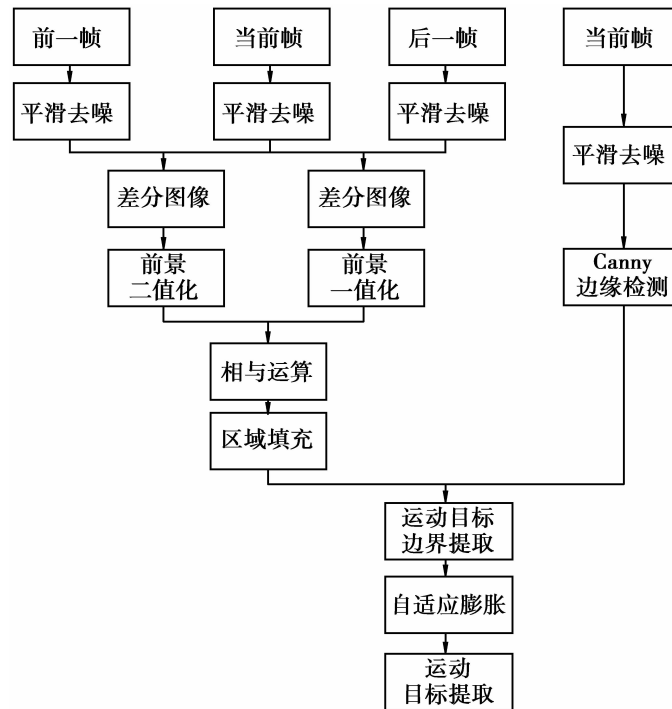 前一帧
当前帧
后一帧
当前帧
平滑去噪
平滑去噪
平滑去噪
平滑去噪
差分图像
差分图像
前景
二值化
前景
一值化
Canny
边缘检测
相与运算
区域填充
运动目标
边界提取
自适应膨胀
运动
目标提取